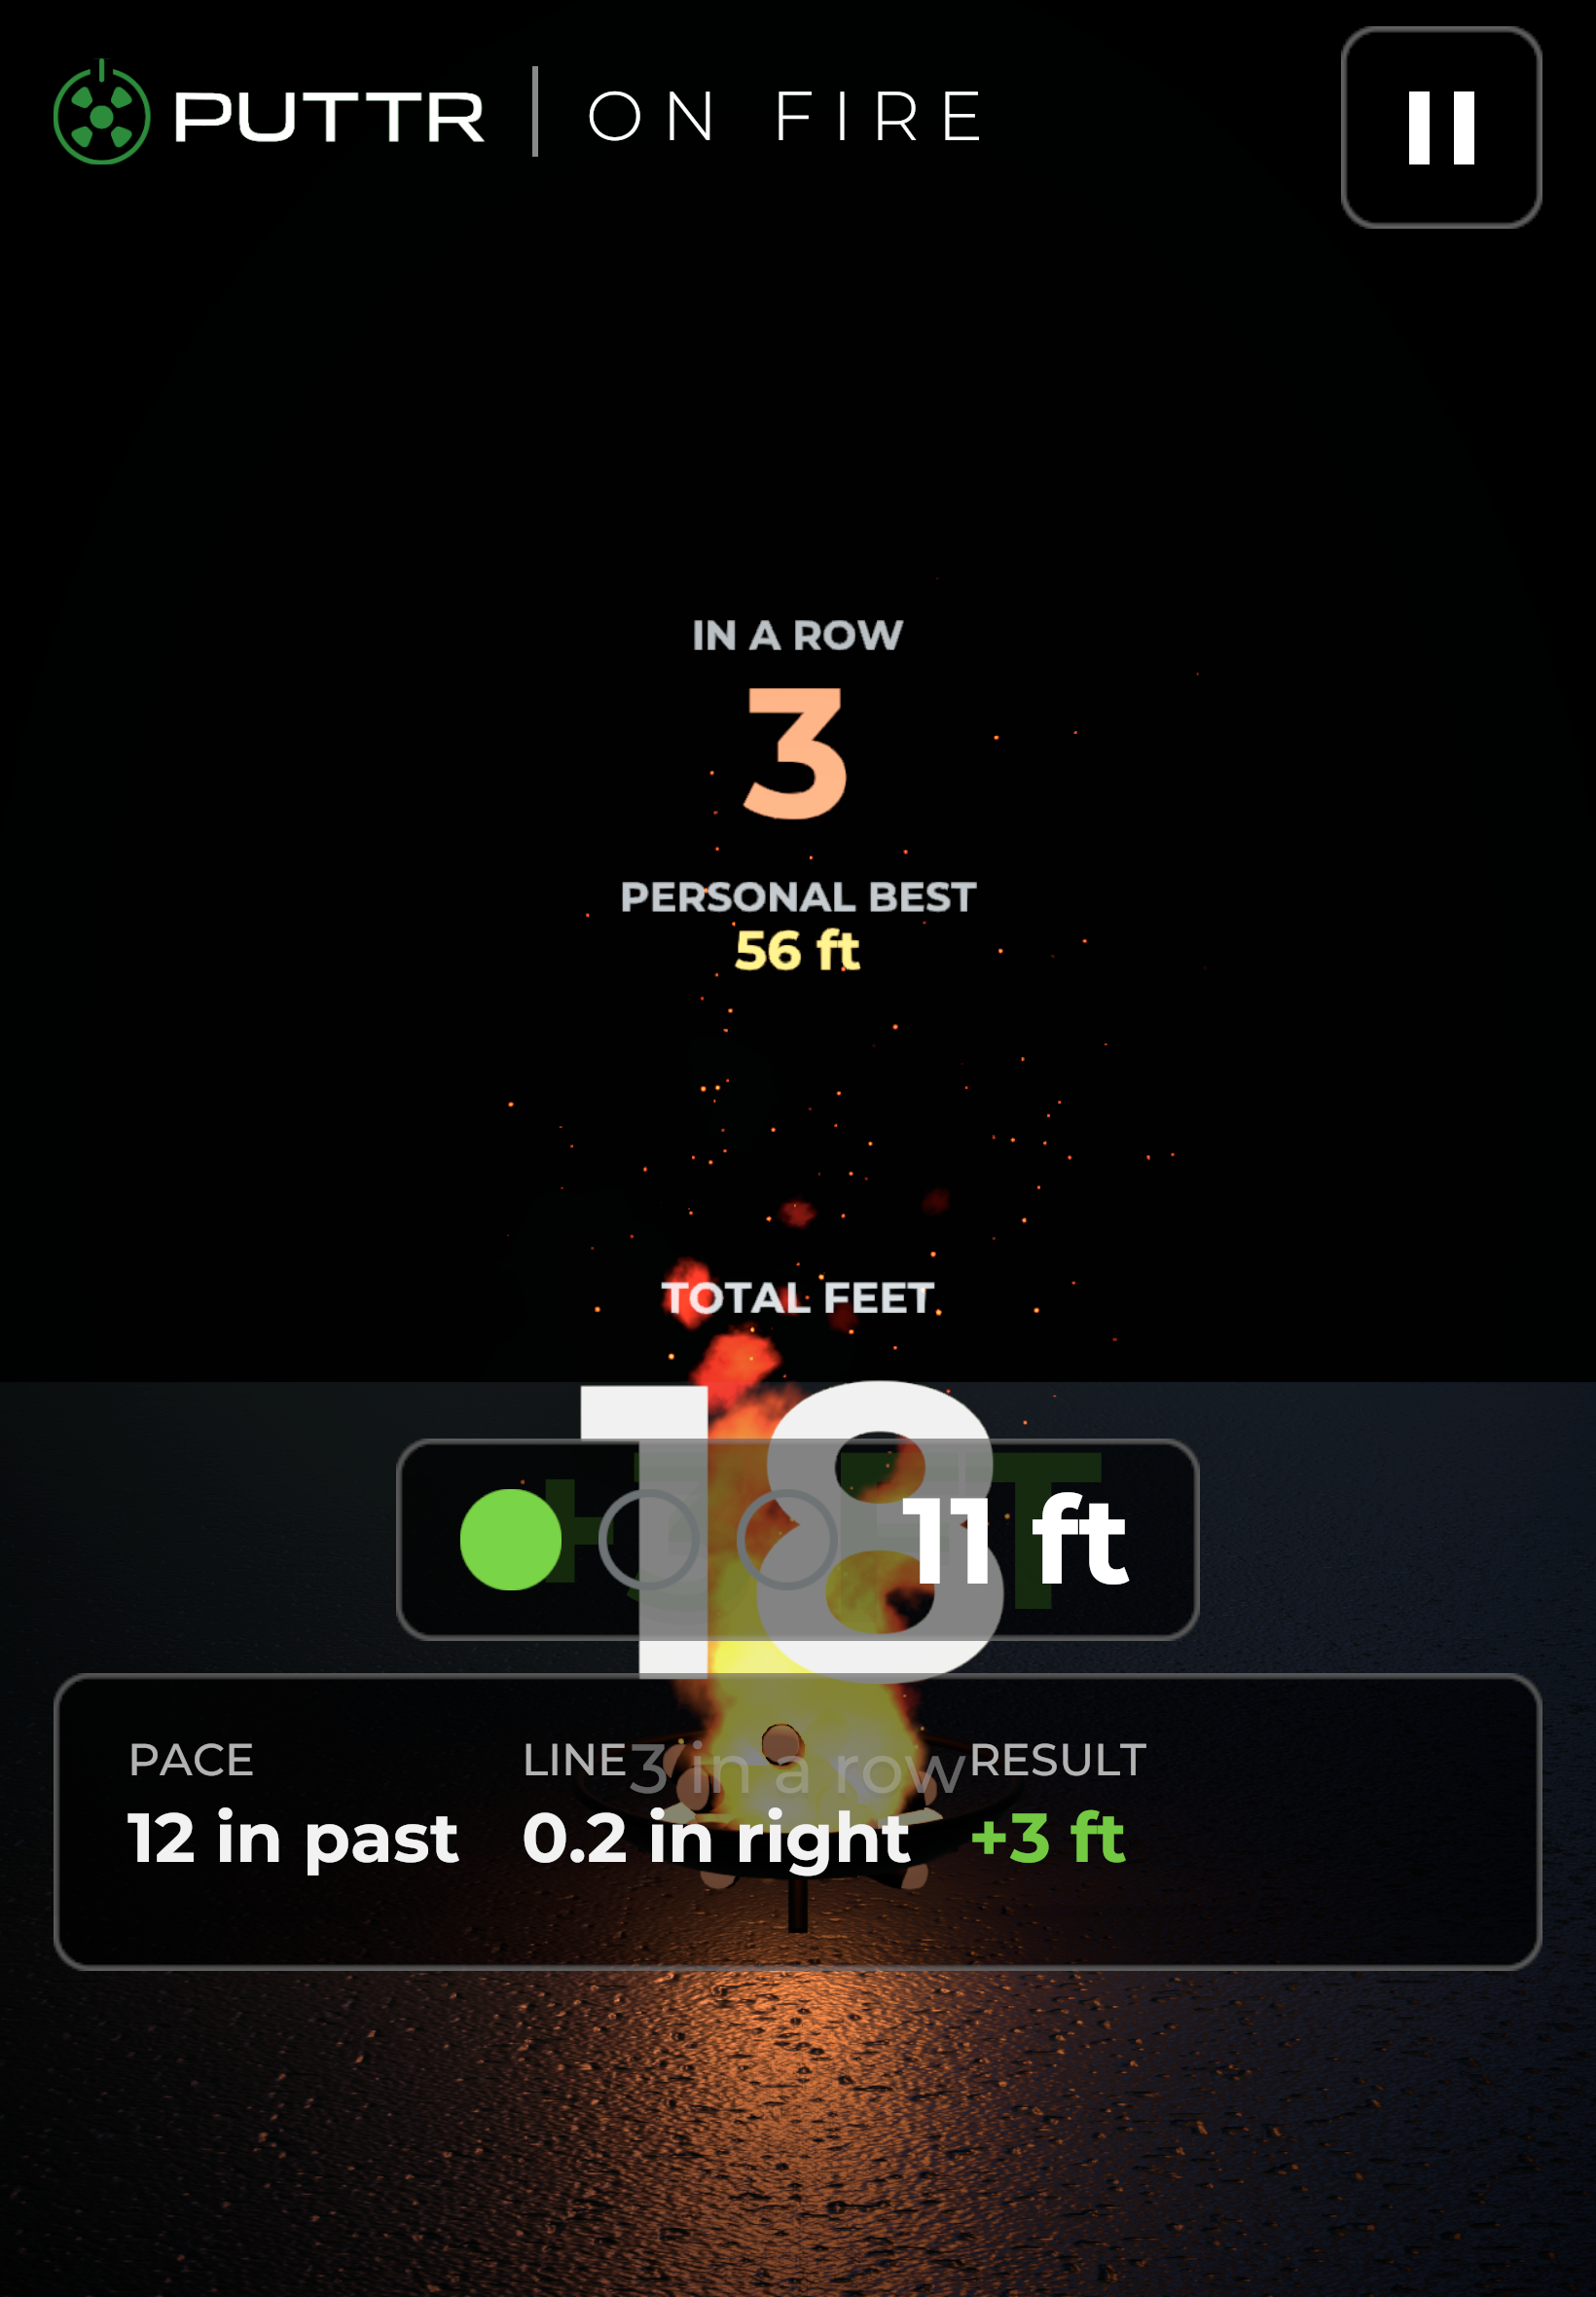 PUTTR | ON FIRE
IN A ROW
3
PERSONAL BEST
56 ft
TOTAL FEET
18
11 ft
3 in a row
PACE LINE RESULT
12 in past 0.2 in right +3 ft